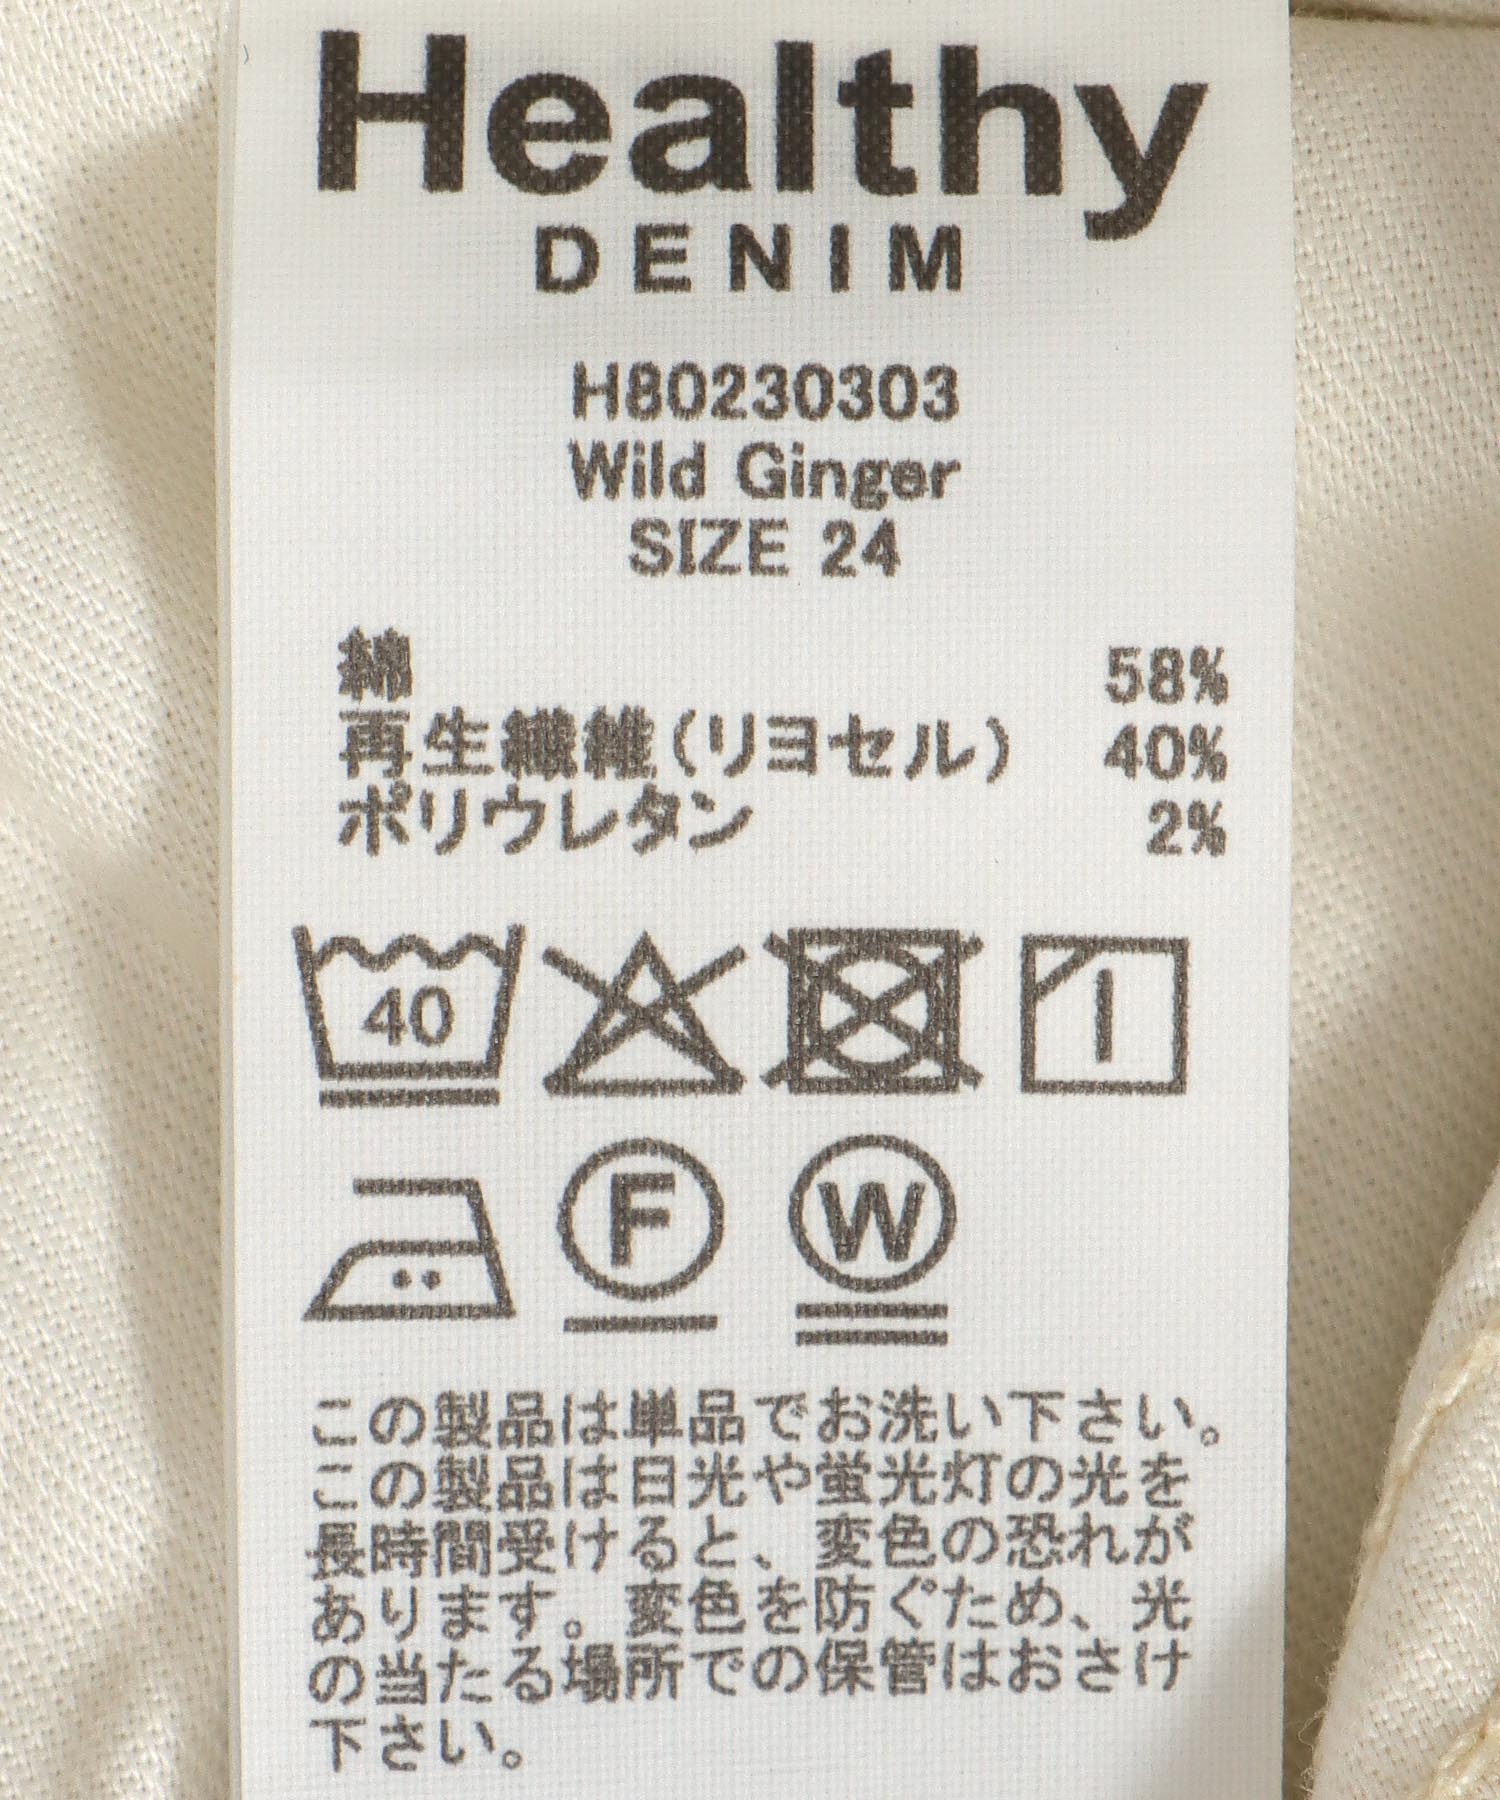 Healthy
DENIM
H80230303
Wild Ginger
SIZE 24
綿 58%
再生繊維(リヨセル) 40%
ポリウレタン 2%
40
F
W
この製品は単品でお洗い下さい。
この製品は日光や蛍光灯の光を
長時間受けると、変色の恐れが
あります。変色を防ぐため、光
の当たる場所での保管はおさけ
下さい。